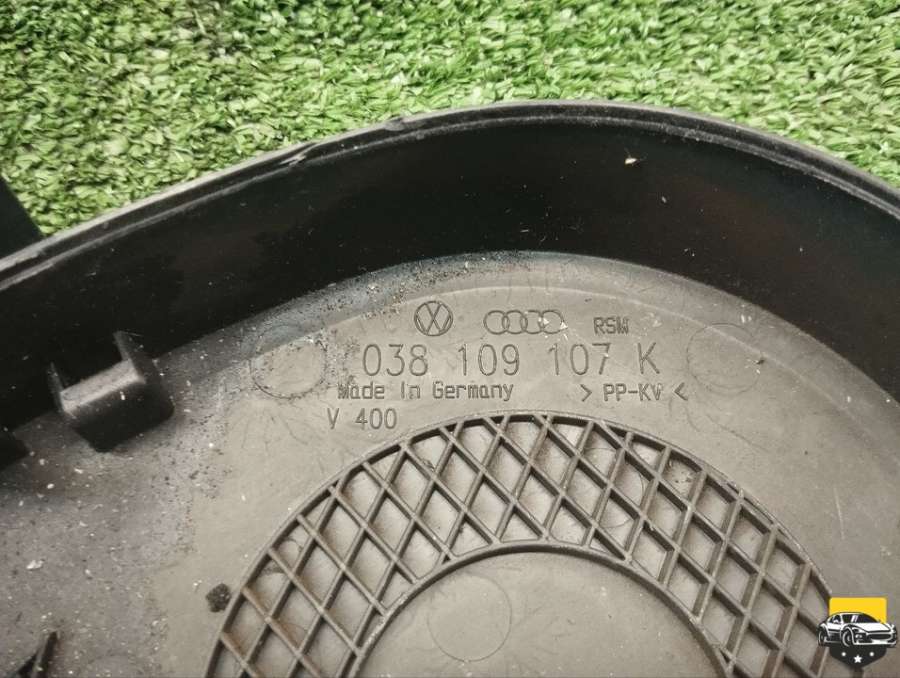 RSW
038 109 107 K
Made In Germany > PP-KV <
V 400